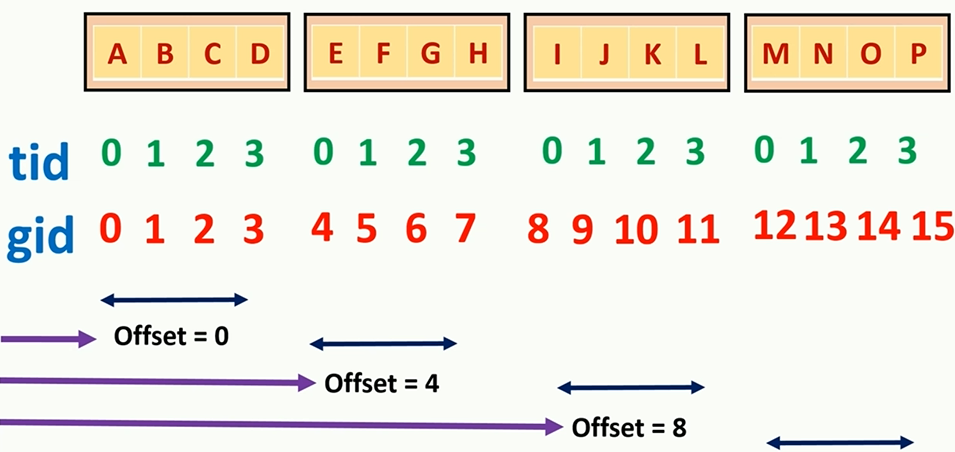 A B C D E F G H I J K L M N O P
tid 0 1 2 3 0 1 2 3 0 1 2 3 0 1 2 3
gid 0 1 2 3 4 5 6 7 8 9 10 11 12 13 14 15
Offset = 0
Offset = 4
Offset = 8